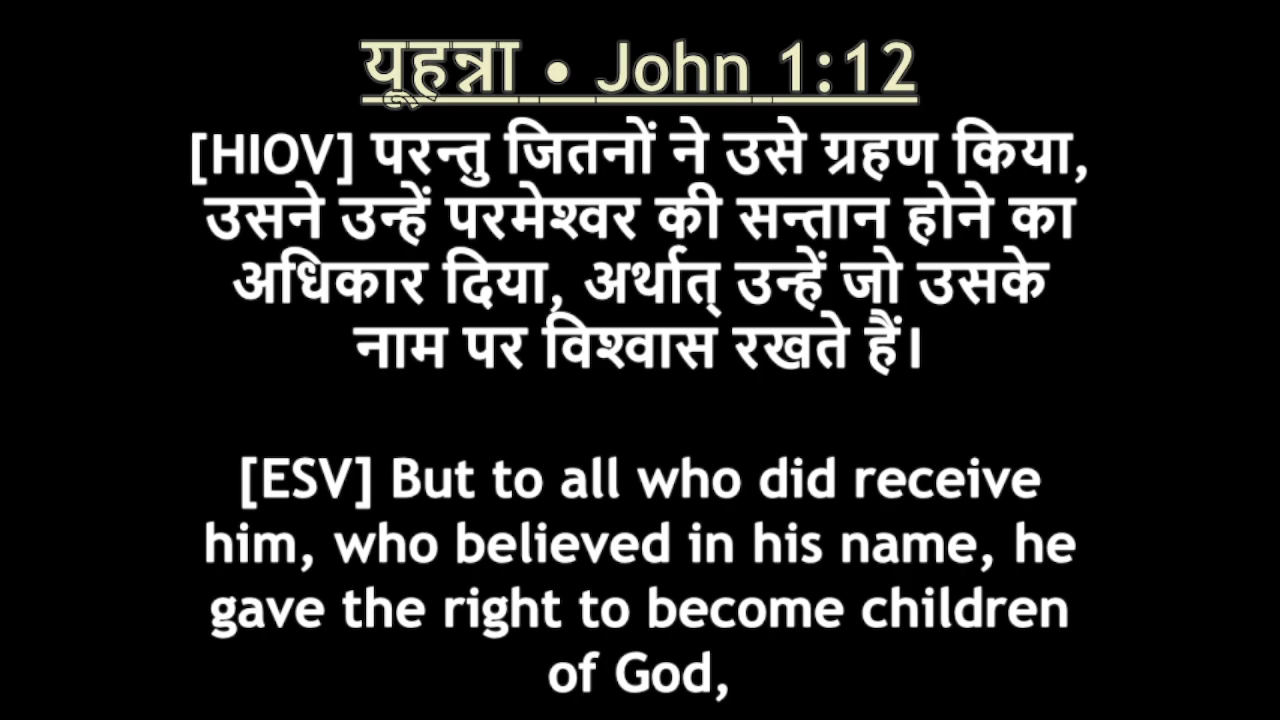 यूहन्ना • John 1:12
[HIOV] परन्तु जितनों ने उसे ग्रहण किया,
उसने उन्हें परमेश्वर की सन्तान होने का
अधिकार दिया, अर्थात् उन्हें जो उसके
नाम पर विश्वास रखते हैं।
[ESV] But to all who did receive
him, who believed in his name, he
gave the right to become children
of God,